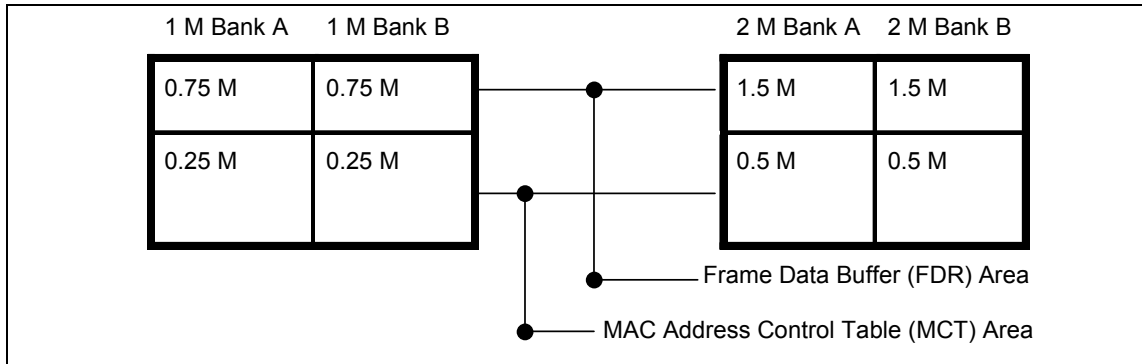 1 M Bank A 1 M Bank B 2 M Bank A 2 M Bank B
0.75 M 0.75 M 1.5 M 1.5 M
0.25 M 0.25 M 0.5 M 0.5 M
Frame Data Buffer (FDR) Area
MAC Address Control Table (MCT) Area